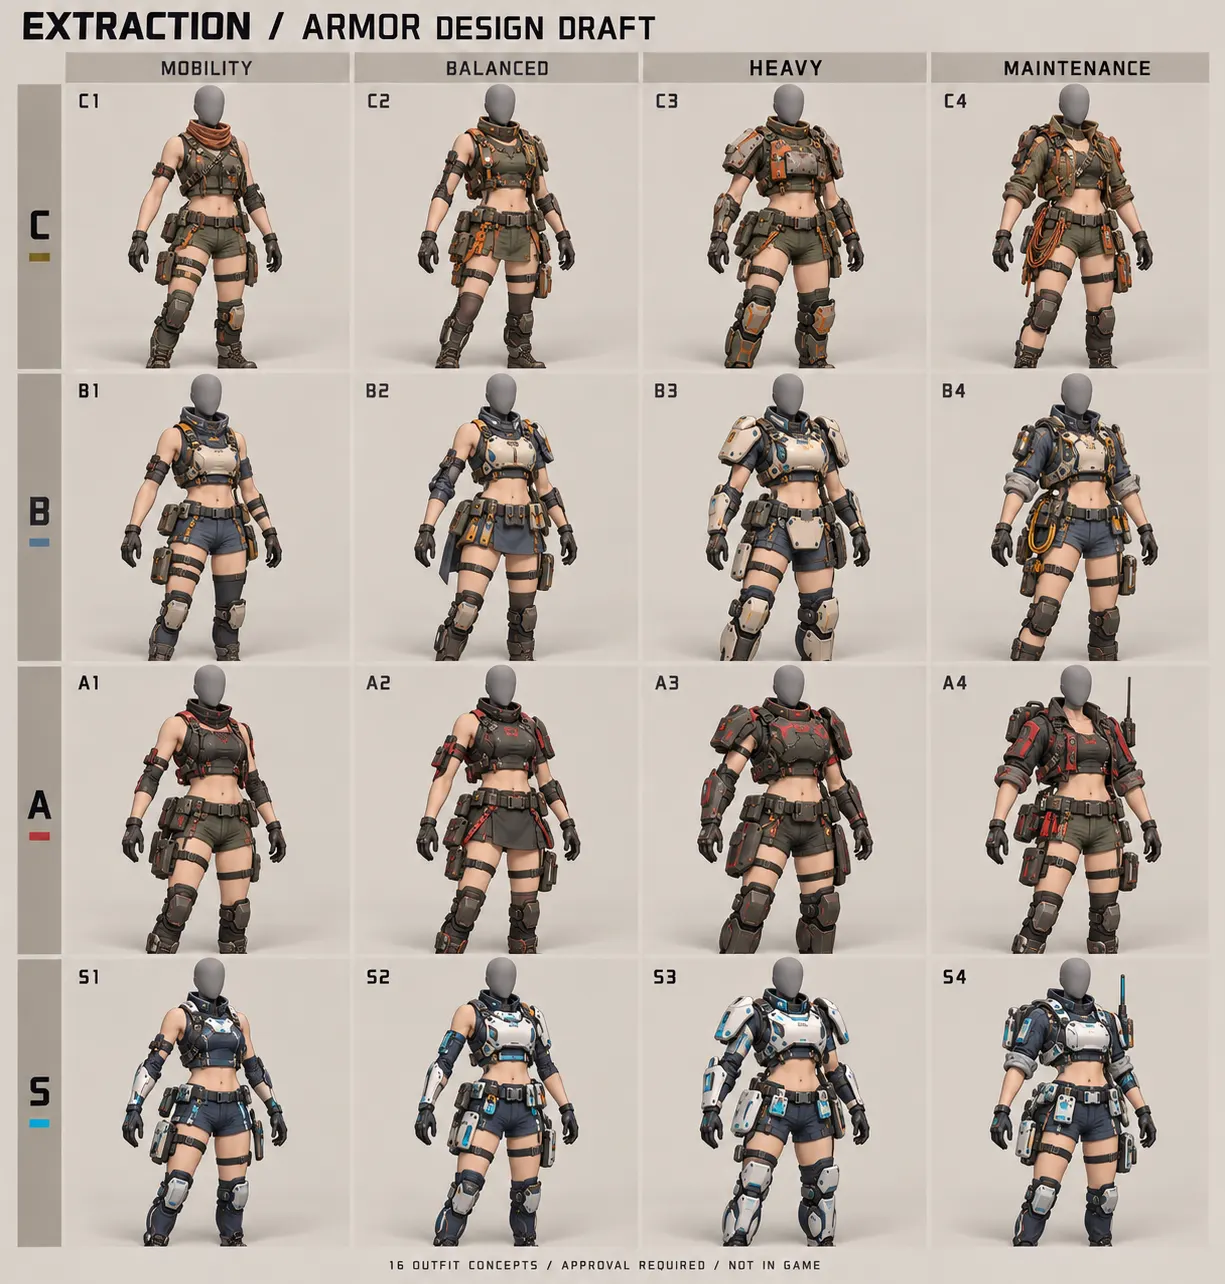 EXTRACTION / ARMOR DESIGN DRAFT
MOBILITY BALANCED HEAVY MAINTENANCE
C
C1 C2 C3 C4
B
B1 B2 B3 B4
A
A1 A2 A3 A4
S
S1 S2 S3 S4
16 OUTFIT CONCEPTS / APPROVAL REQUIRED / NOT IN GAME